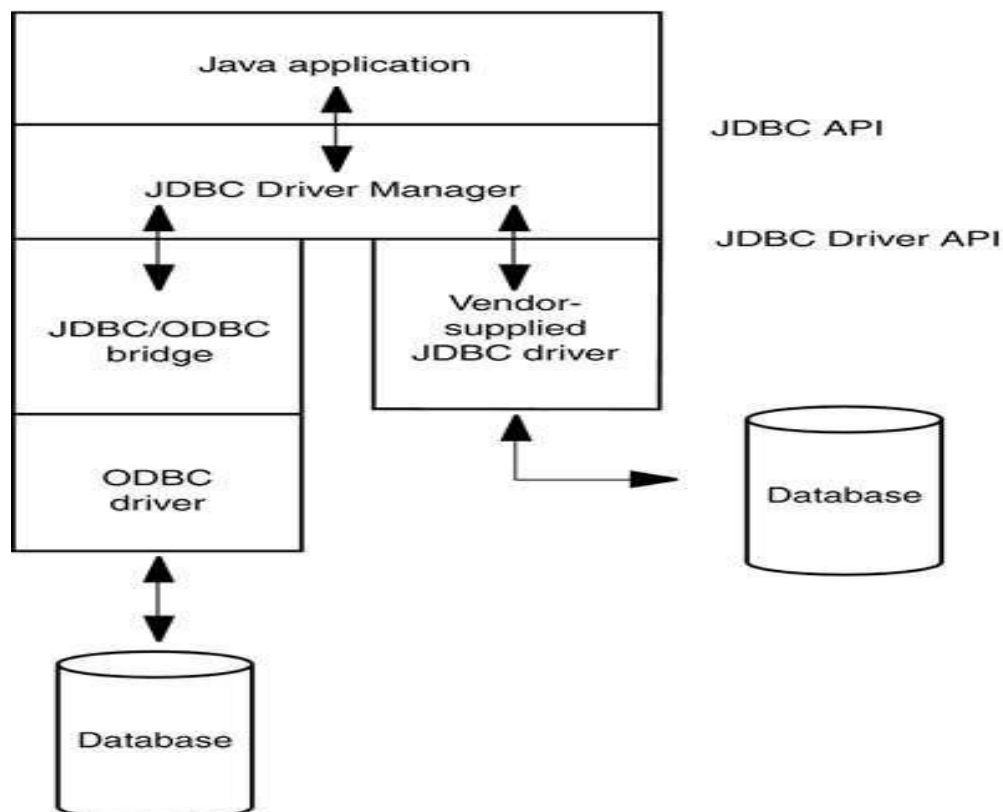 Java application
JDBC API
JDBC Driver Manager
JDBC Driver API
JDBC/ODBC
bridge
Vendor-
supplied
JDBC driver
ODBC
driver
Database
Database